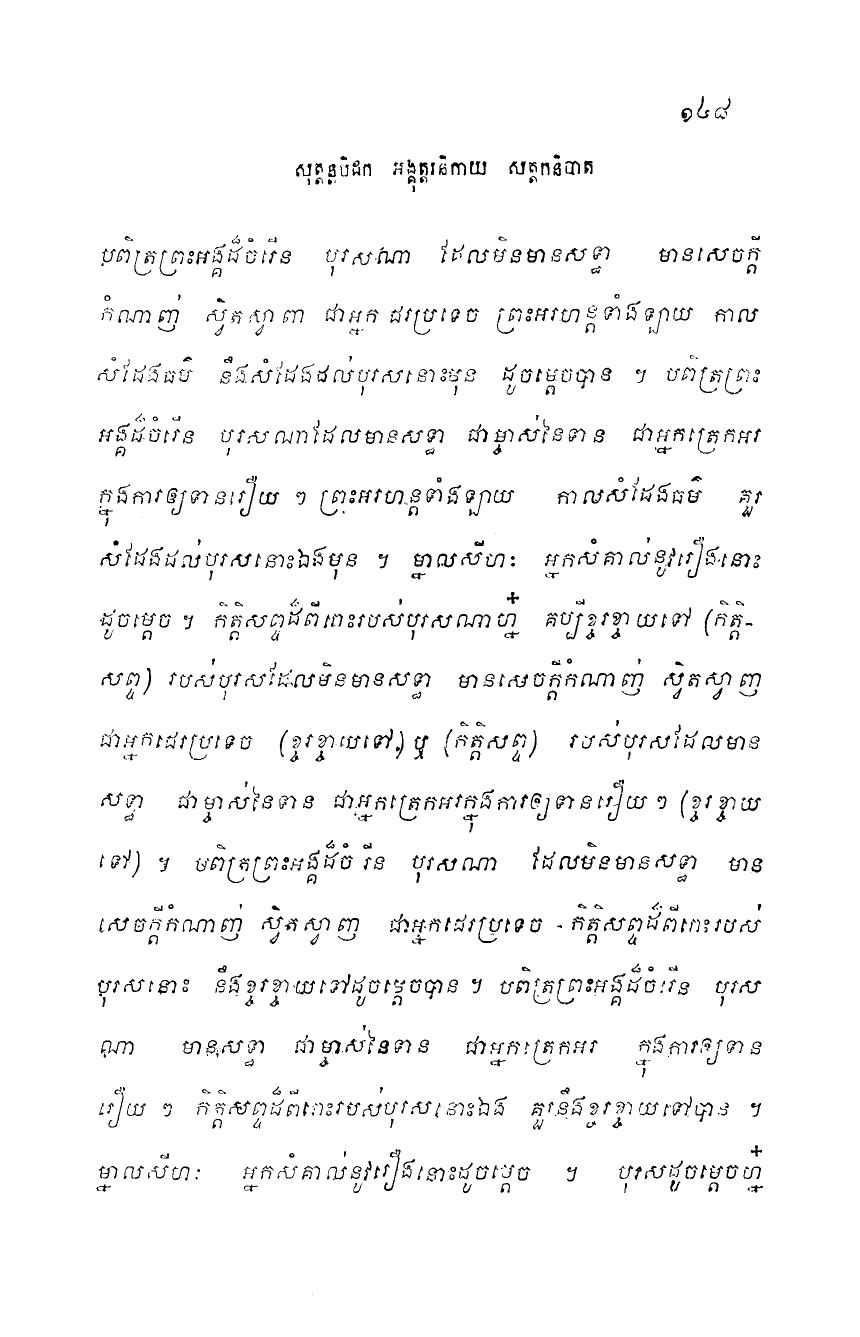 ១៤៨
សុត្តន្តបិដក អង្គុត្តរនិកាយ សត្តកនិបាត
បពិត្រព្រះអង្គដ៏ចំរើន បុរសណា ដែលមិនមានសទ្ធា មានសេចក្តី
កំណាញ់ ស្វិតស្វាញ ជាអ្នក ដរប្រទេច ព្រះអរហន្តទាំងឡាយ កាល
សំដែងធម៌ នឹងសំដែងដល់បុរសនោះមុន ដូចម្តេចបាន ។ បពិត្រព្រះ
អង្គដ៏ចំរើន បុរសណាដែលមានសទ្ធា ជាម្ចាស់នៃទាន ជាអ្នកត្រេកអរ
ក្នុងការឲ្យទានរឿយ ៗ ព្រះអរហន្តទាំងឡាយ កាលសំដែងធម៌ គួរ
សំដែងដល់បុរសនោះឯងមុន ។ ម្នាលសីហៈ អ្នកសំគាល់នូវរឿងនោះ
ដូចម្តេច ។ កិត្តិសព្ទដ៏ពីរោះរបស់បុរសណាហ្ន៎ គប្បីខ្ចរខ្ចាយទៅ (កិត្តិ-
សព្ទ) របស់បុរសដែលមិនមានសទ្ធា មានសេចក្តីកំណាញ់ ស្វិតស្វាញ
ជាអ្នកដេរប្រទេច (ខ្ចរខ្ចាយទៅ) ឬ (កិត្តិសព្ទ) របស់បុរសដែលមាន
សទ្ធា ជាម្ចាស់នៃទាន ជាអ្នកត្រេកអរក្នុងការឲ្យទានរឿយ ៗ (ខ្ចរខ្ចាយ
ទៅ) ។ បពិត្រព្រះអង្គដ៏ចំរើន បុរសណា ដែលមិនមានសទ្ធា មាន
សេចក្តីកំណាញ់ ស្វិតស្វាញ ជាអ្នកដេរប្រទេច កិត្តិសព្ទដ៏ពីរោះរបស់
បុរសនោះ នឹងខ្ចរខ្ចាយទៅដូចម្តេចបាន ។ បពិត្រព្រះអង្គដ៏ចំរើន បុរស
ណា មានសទ្ធា ជាម្ចាស់នៃទាន ជាអ្នកត្រេកអរ ក្នុងការឲ្យទាន
រឿយ ៗ កិត្តិសព្ទដ៏ពីរោះរបស់បុរសនោះឯង គួរនឹងខ្ចរខ្ចាយទៅបាន ។
ម្នាលសីហៈ អ្នកសំគាល់នូវរឿងនោះដូចម្តេច ។ បុរសដូចម្តេចហ្ន៎